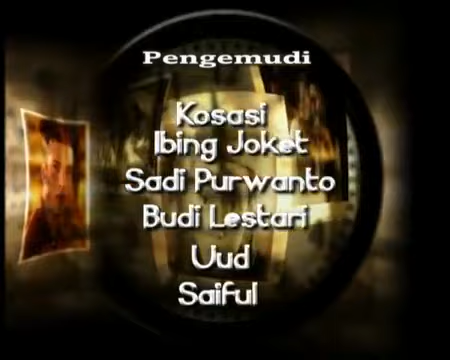 Pengemudi
Kosasi
Ibing Joket
Sadi Purwanto
Budi Lestari
Uud
Saiful